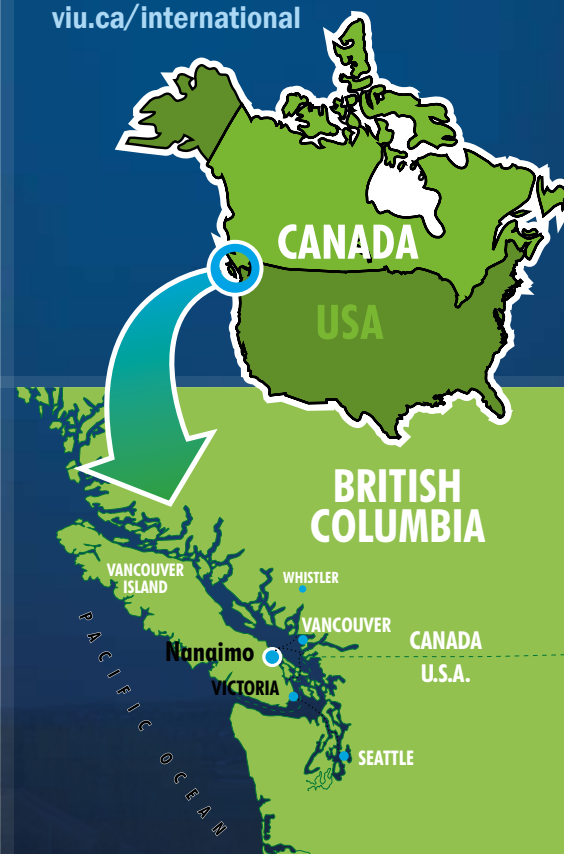 viu.ca/international
CANADA
USA
BRITISH
COLUMBIA
VANCOUVER
ISLAND
WHISTLER
VANCOUVER
Nanaimo
CANADA
U.S.A.
VICTORIA
PACIFIC OCEAN
SEATTLE